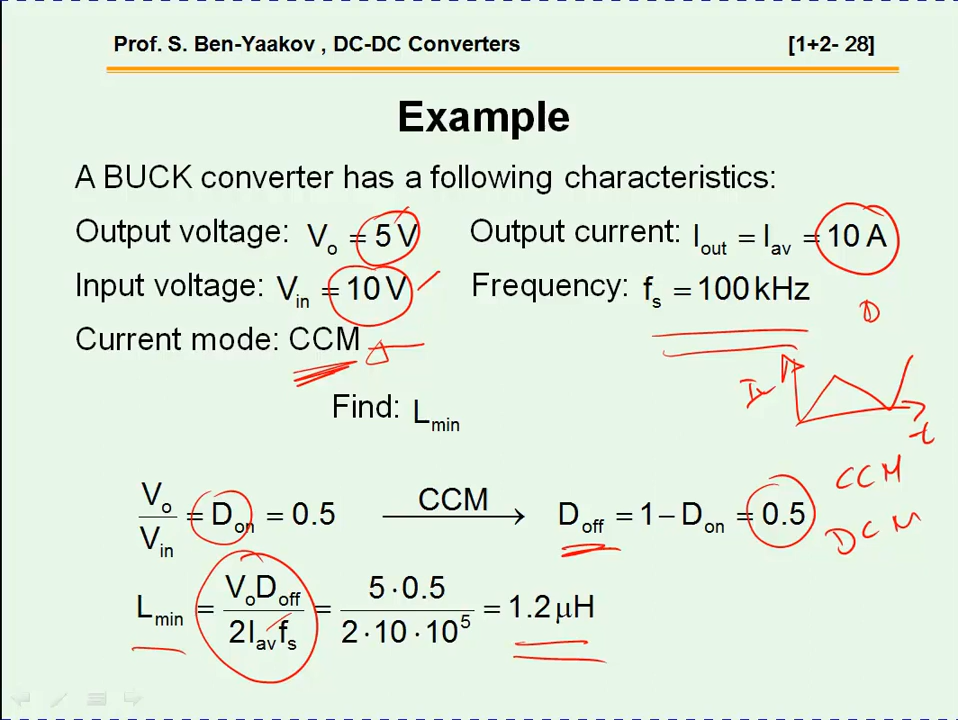 Prof. S. Ben-Yaakov , DC-DC Converters [1+2- 28]
Example
A BUCK converter has a following characteristics:
Output voltage: Vo = 5 V Output current: Iout = Iav = 10 A
Input voltage: Vin = 10 V Frequency: fs = 100 kHz
D
Current mode: CCM
Find: Lmin
t
CCM
Vo/Vin = Don = 0.5 CCM → Doff = 1 − Don = 0.5
DCM
Lmin = VoDoff/2Iavfs = 5·0.5/2·10·10^5 = 1.2 μH